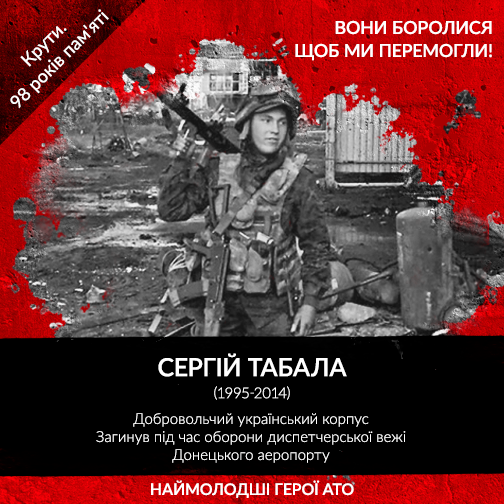 Крути.
98 років пам'яті
ВОНИ БОРОЛИСЯ
ЩОБ МИ ПЕРЕМОГЛИ!
СЕРГІЙ ТАБАЛА
(1995-2014)
Добровольчий український корпус
Загинув під час оборони диспетчерської вежі
Донецького аеропорту
НАЙМОЛОДШІ ГЕРОЇ АТО